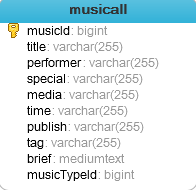 musicall
musicId: bigint
title: varchar(255)
performer: varchar(255)
special: varchar(255)
media: varchar(255)
time: varchar(255)
publish: varchar(255)
tag: varchar(255)
brief: mediumtext
musicTypeId: bigint